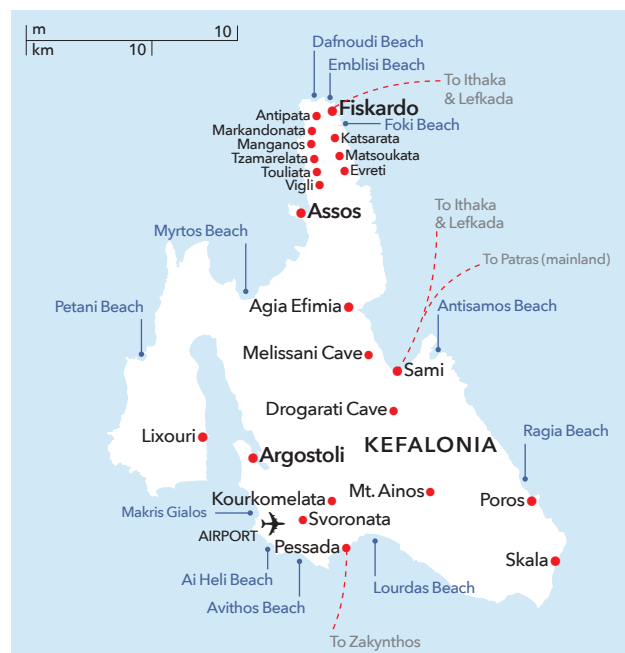 m 10
km 10
Dafnoudi Beach
Emblisi Beach
To Ithaka
& Lefkada
Fiskardo
Antipata
Foki Beach
Markandonata
Katsarata
Manganos
Matsoukata
Tzamarelata
Touliata
Evreti
Vigli
Assos
To Ithaka
& Lefkada
Myrtos Beach
To Patras (mainland)
Petani Beach
Agia Efimia
Antisamos Beach
Melissani Cave
Sami
Drogarati Cave
Lixouri
KEFALONIA
Ragia Beach
Argostoli
Mt. Ainos
Kourkomelata
Poros
Makris Gialos
Svoronata
AIRPORT
Pessada
Skala
Ai Heli Beach
Lourdas Beach
Avithos Beach
To Zakynthos